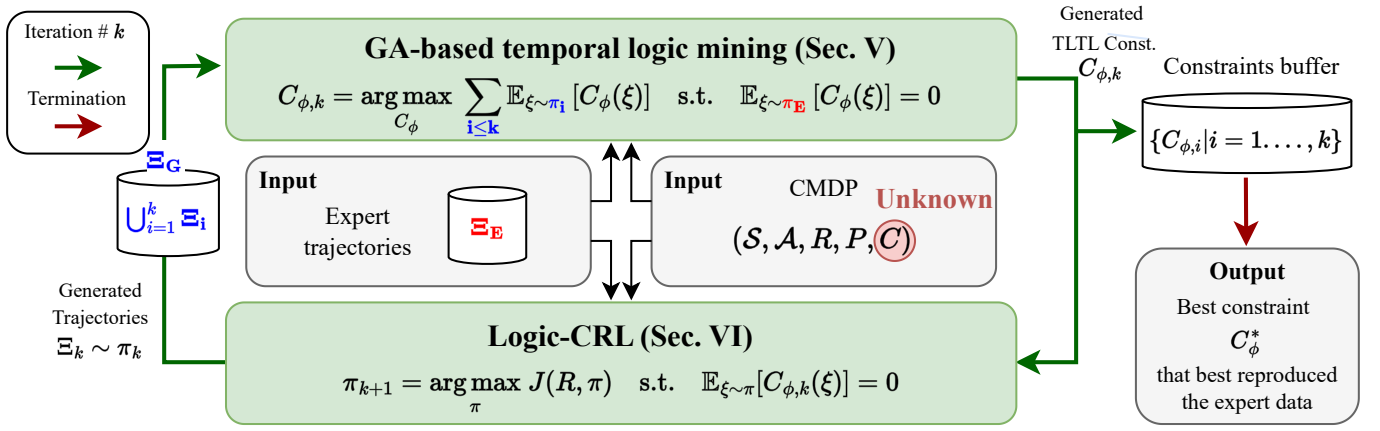 Iteration # k
Termination
GA-based temporal logic mining (Sec. V)
C_{ϕ,k} = arg max_{C_ϕ} ∑_{i≤k} 𝔼_{ξ∼π_i} [C_ϕ(ξ)] s.t. 𝔼_{ξ∼π_E} [C_ϕ(ξ)] = 0
Generated
TLTL Const.
C_{ϕ,k}
Constraints buffer
{C_{ϕ,i}|i = 1...., k}
Ξ_G
⋃_{i=1}^{k} Ξ_i
Input
Expert
trajectories
Ξ_E
Input
CMDP
Unknown
(𝒮, 𝒜, R, P, C)
Generated
Trajectories
Ξ_k ∼ π_k
Logic-CRL (Sec. VI)
π_{k+1} = arg max_π J(R, π) s.t. 𝔼_{ξ∼π}[C_{ϕ,k}(ξ)] = 0
Output
Best constraint
C_ϕ^*
that best reproduced
the expert data